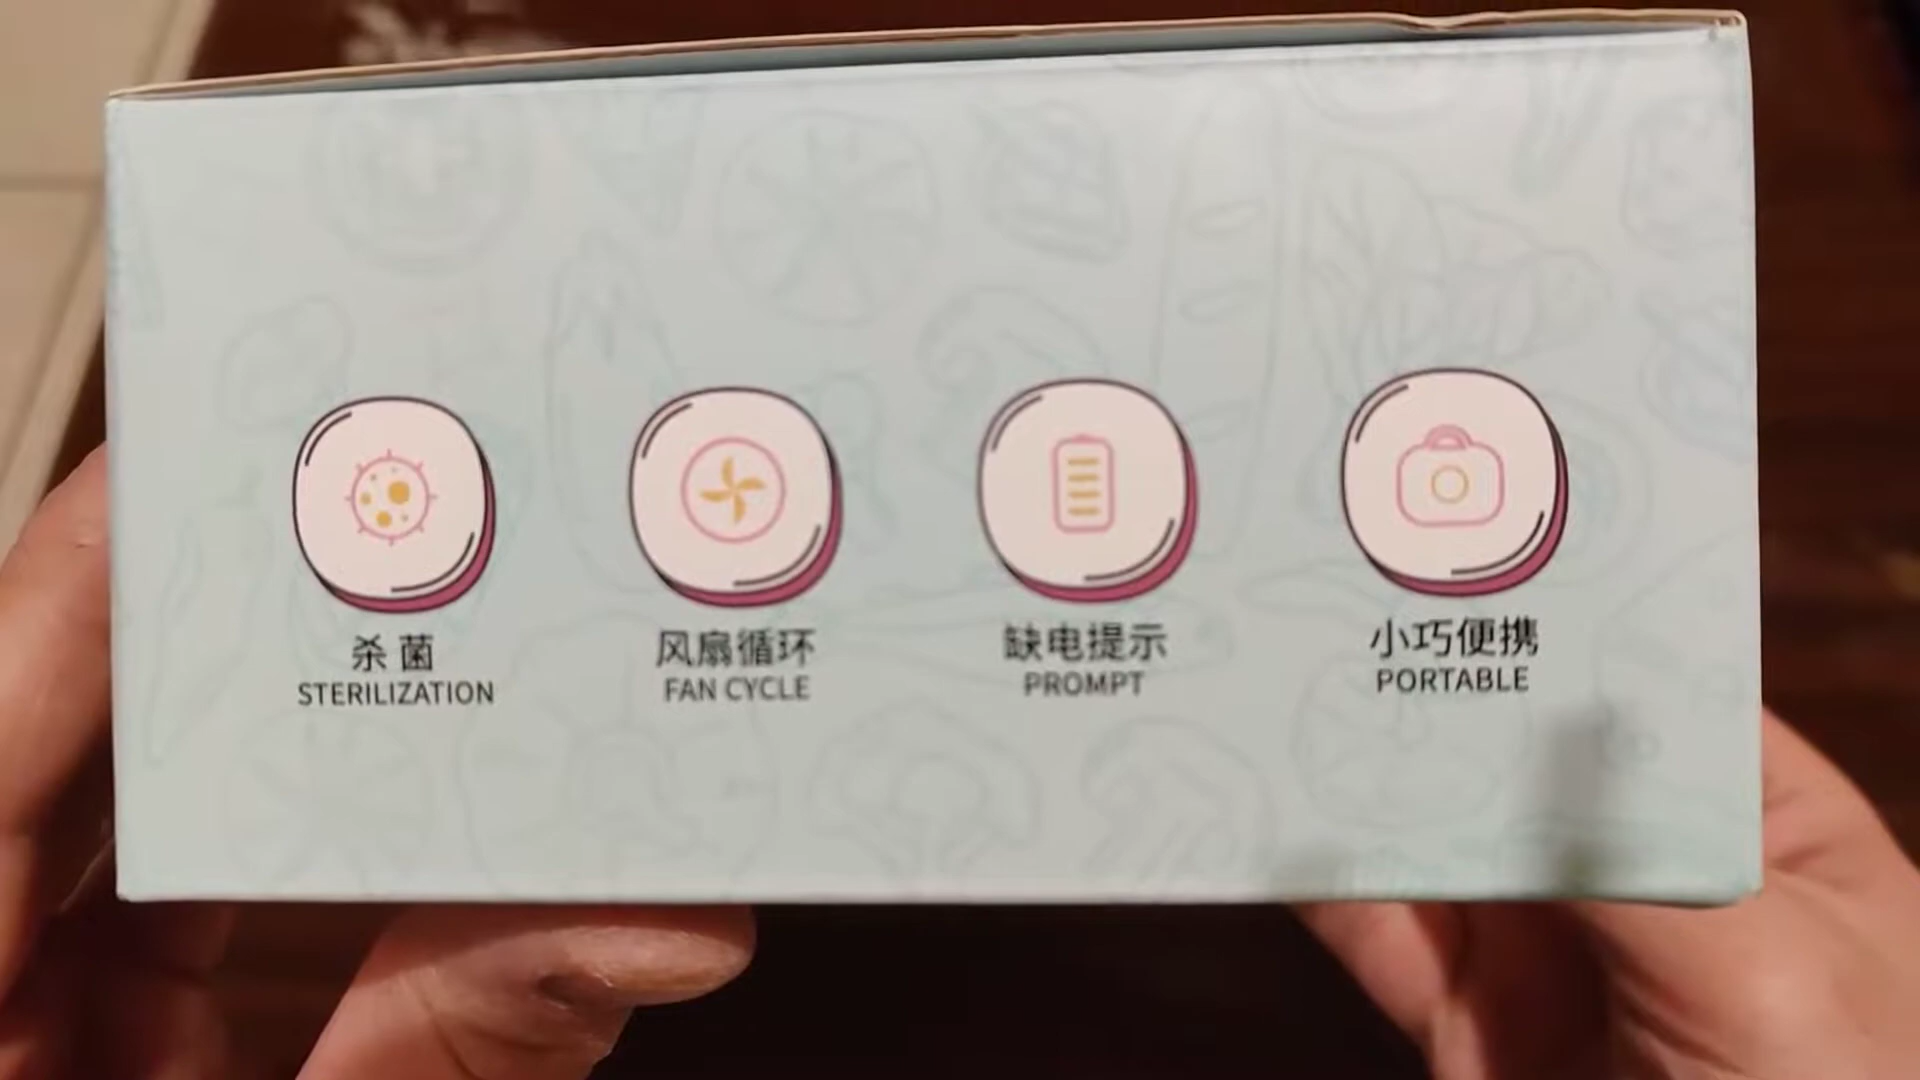 杀菌
STERILIZATION
风扇循环
FAN CYCLE
缺电提示
PROMPT
小巧便携
PORTABLE